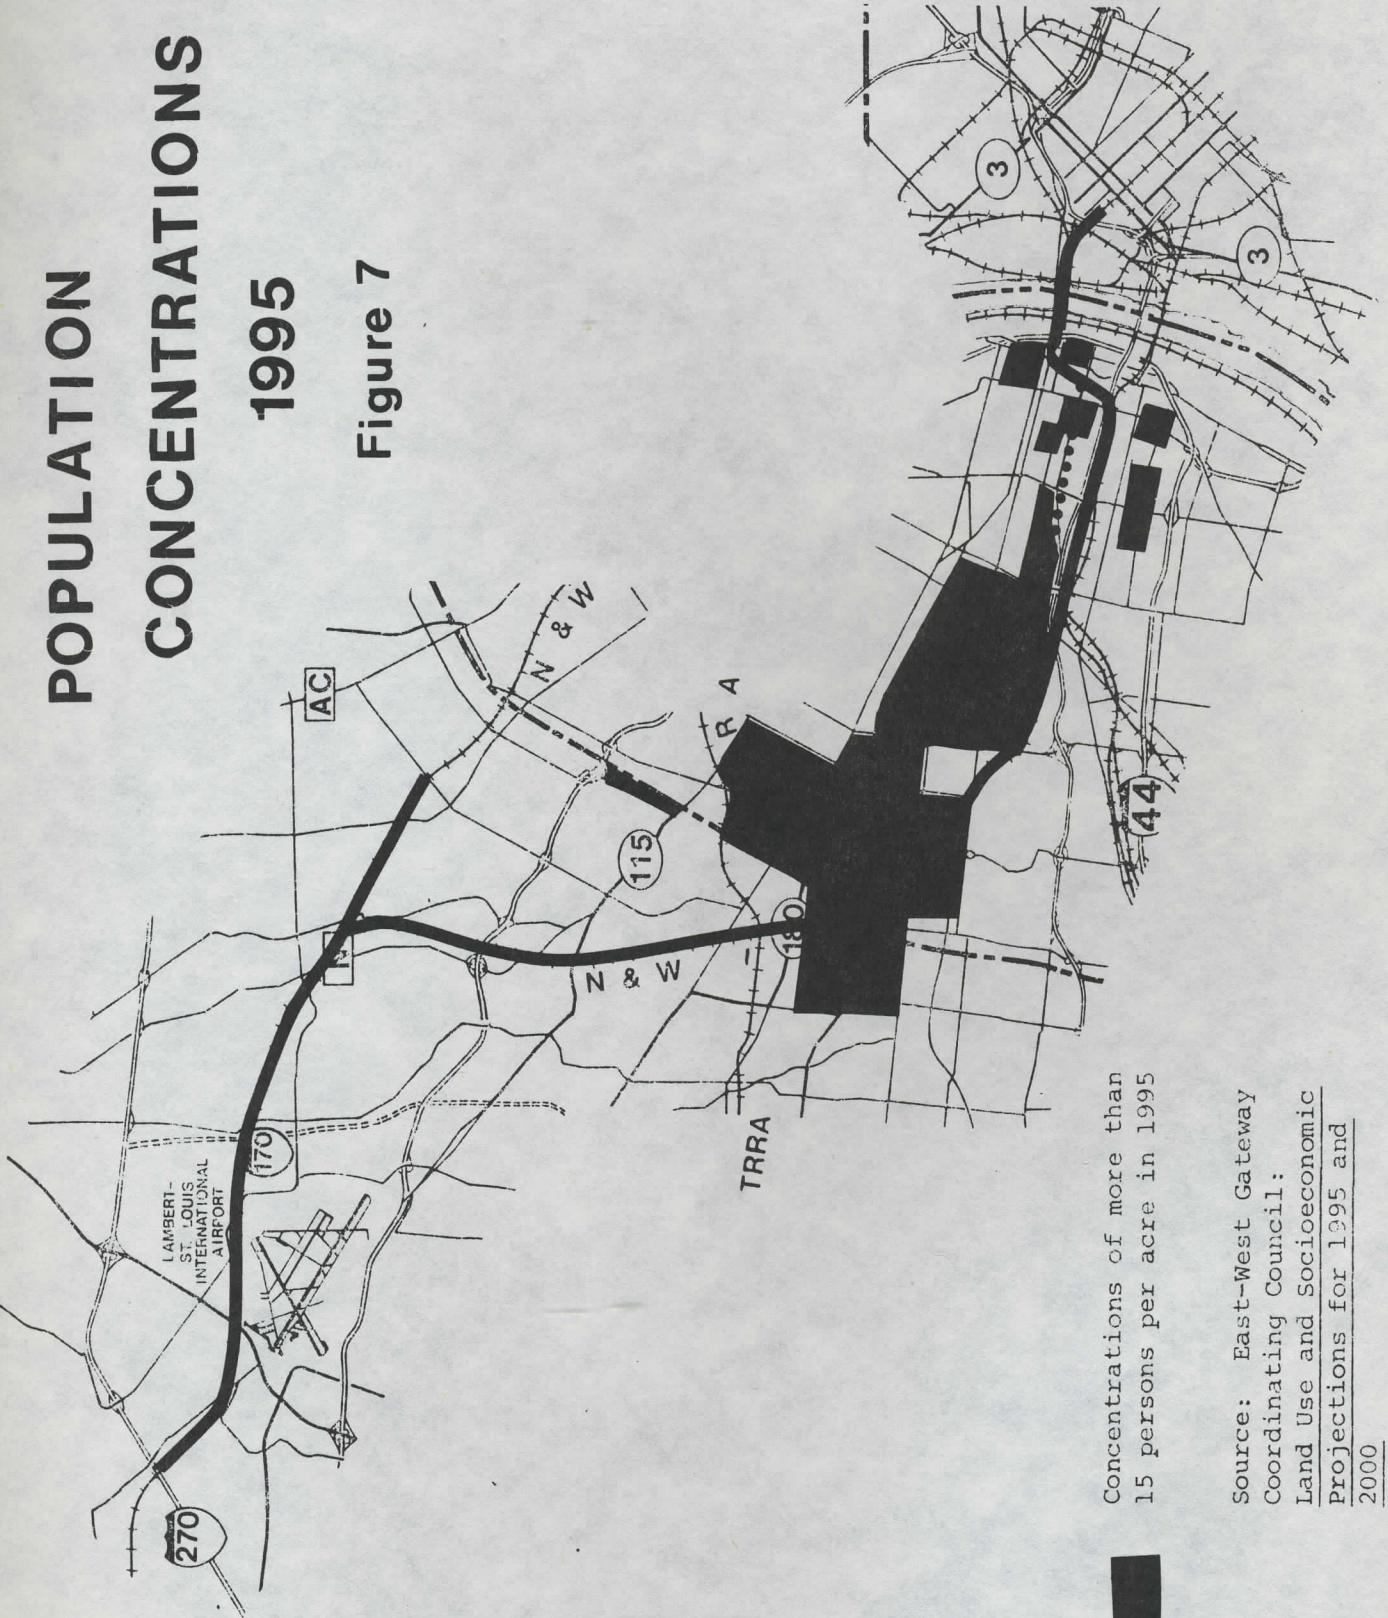 POPULATION
CONCENTRATIONS
1995
Figure 7
AC
N & W
3
3
R A
115
180
N
N & W
44
170
LAMBERT-
ST. LOUIS
INTERNATIONAL
AIRPORT
TRRA
270
Concentrations of more than
15 persons per acre in 1995
Source: East-West Gateway
Coordinating Council:
Land Use and Socioeconomic
Projections for 1995 and
2000